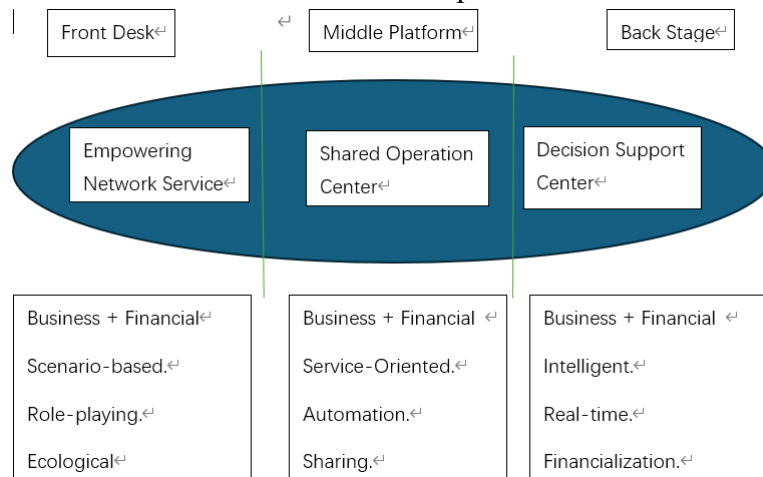 Front Desk
Middle Platform
Back Stage
Empowering
Network Service
Shared Operation
Center
Decision Support
Center
Business + Financial
Scenario-based.
Role-playing.
Ecological
Business + Financial
Service-Oriented.
Automation.
Sharing.
Business + Financial
Intelligent.
Real-time.
Financialization.